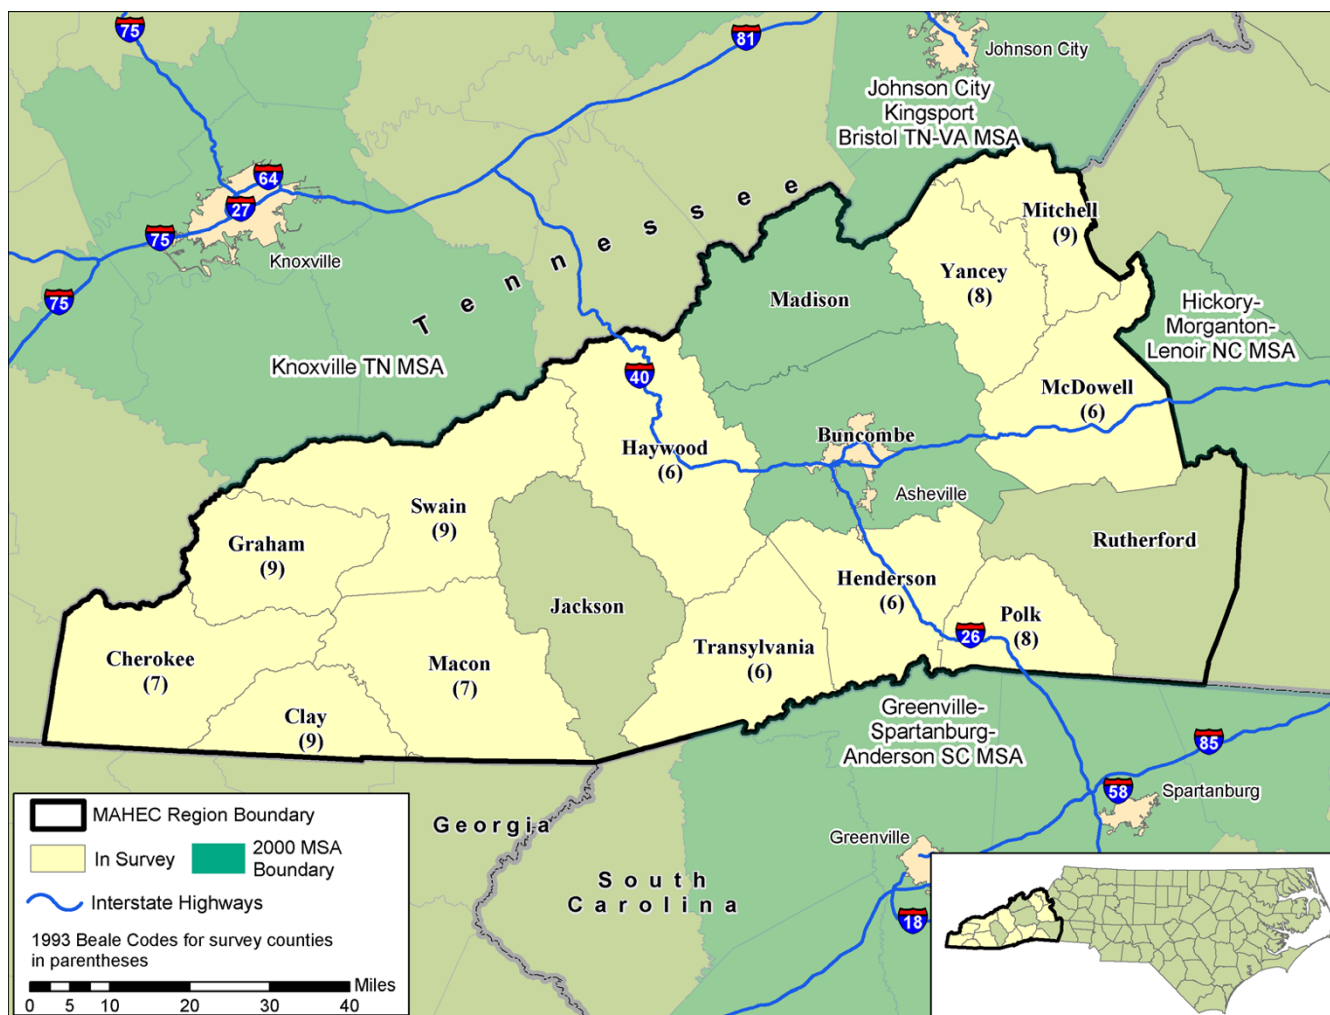 75
81
Johnson City
Johnson City
Kingsport
Bristol TN-VA MSA
64
27
75
Knoxville
75
Tennessee
Mitchell
(9)
Yancey
(8)
Madison
Hickory-
Morganton-
Lenoir NC MSA
Knoxville TN MSA
40
McDowell
(6)
Buncombe
Haywood
(6)
Asheville
Swain
(9)
Graham
(9)
Rutherford
Henderson
(6)
Jackson
Polk
(8)
26
Transylvania
(6)
Cherokee
(7)
Macon
(7)
Clay
(9)
Greenville-
Spartanburg-
Anderson SC MSA
85
58
Spartanburg
Greenville
Georgia
South
Carolina
18
MAHEC Region Boundary
In Survey
2000 MSA
Boundary
Interstate Highways
1993 Beale Codes for survey counties
in parentheses
Miles
0 5 10 20 30 40